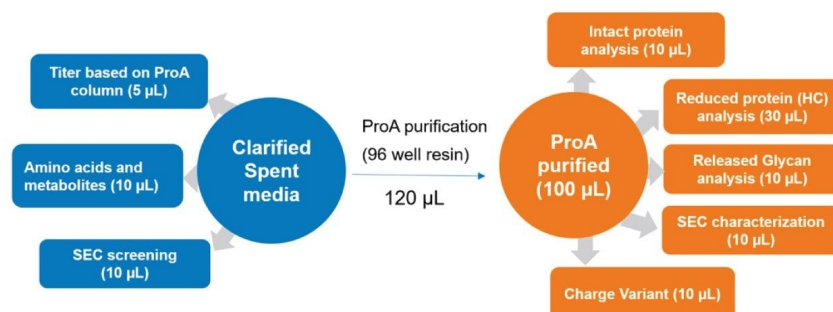 Titer based on ProA
column (5 µL)
Amino acids and
metabolites (10 µL)
SEC screening
(10 µL)
Clarified
Spent
media
ProA purification
(96 well resin)
120 µL
ProA
purified
(100 µL)
Intact protein
analysis (10 µL)
Reduced protein (HC)
analysis (30 µL)
Released Glycan
analysis (10 µL)
SEC characterization
(10 µL)
Charge Variant (10 µL)